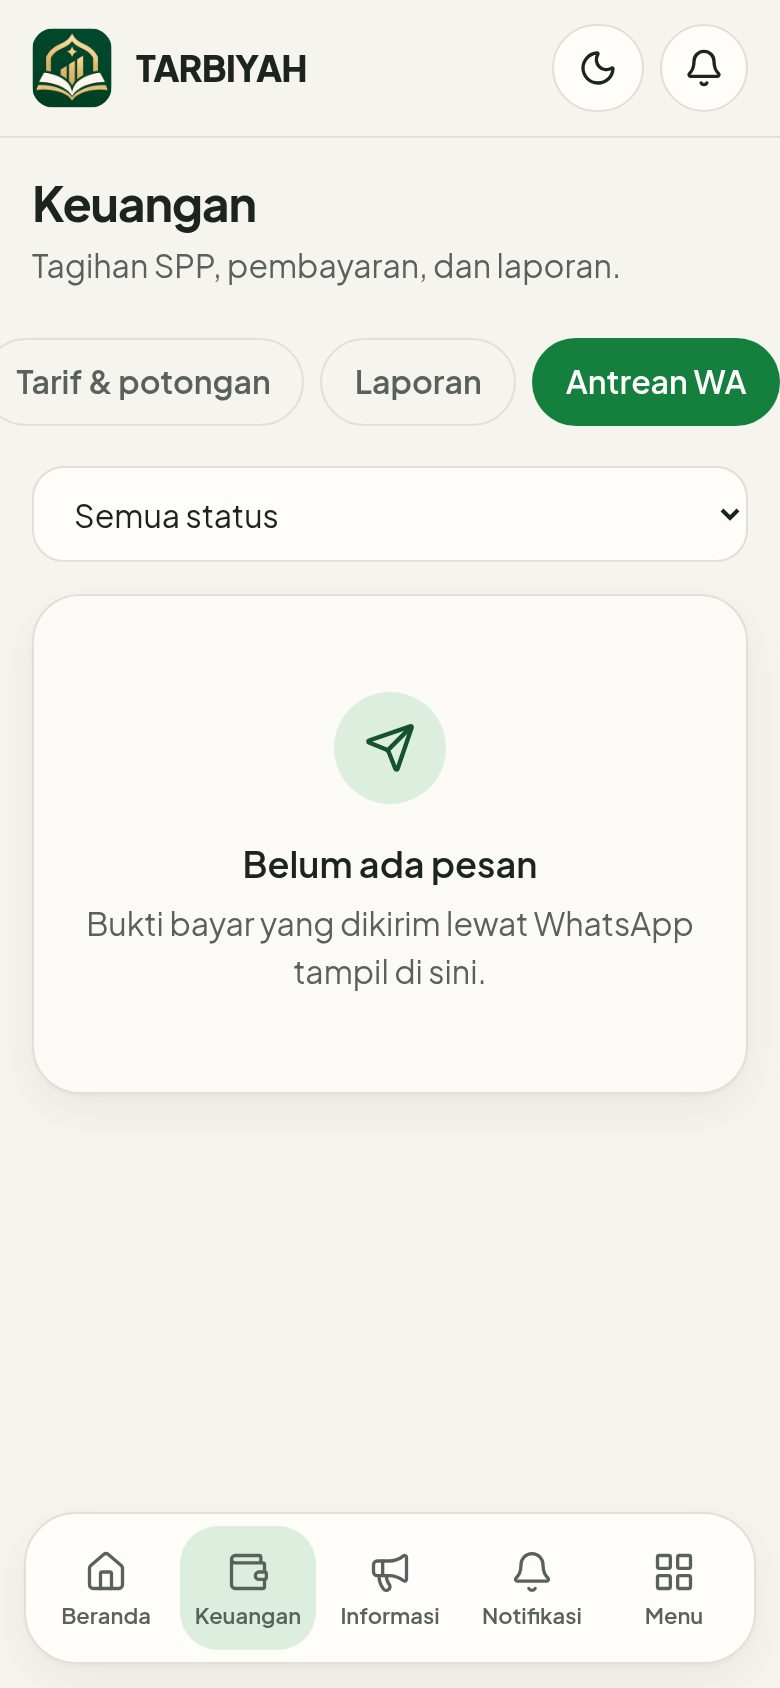 TARBIYAH
Keuangan
Tagihan SPP, pembayaran, dan laporan.
Tarif & potongan
Laporan
Antrean WA
Semua status
Belum ada pesan
Bukti bayar yang dikirim lewat WhatsApp
tampil di sini.
Beranda
Keuangan
Informasi
Notifikasi
Menu